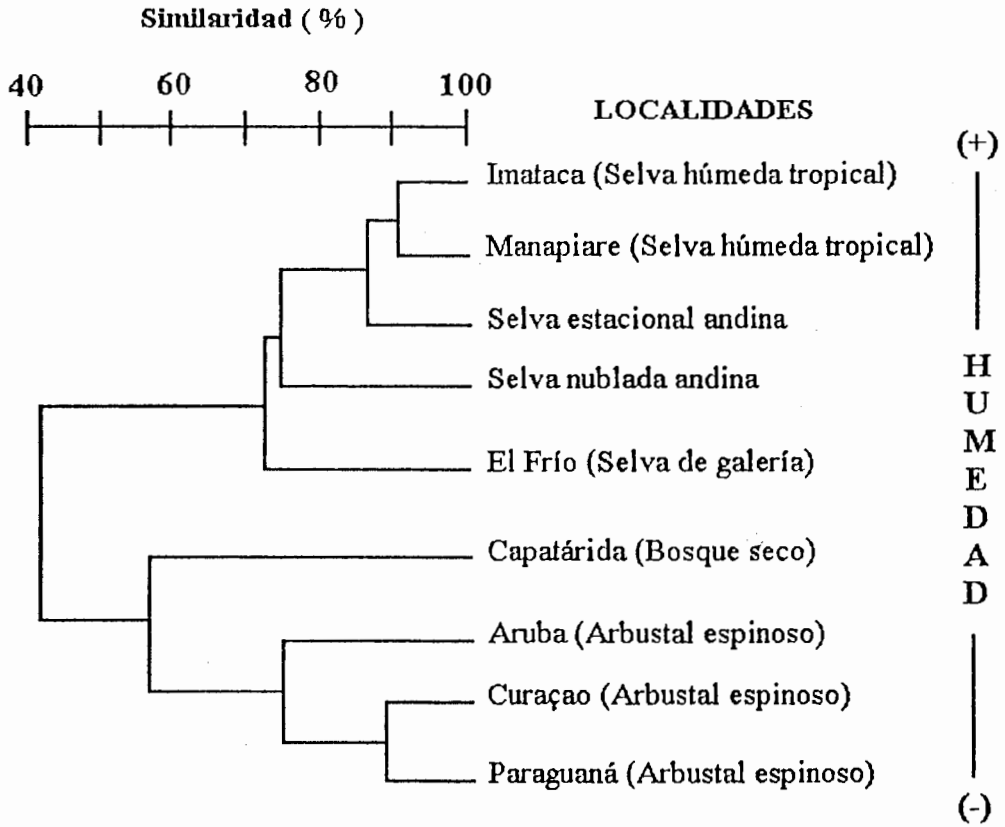 Similaridad ( % )
40 60 80 100
LOCALIDADES
(+)
Imataca (Selva húmeda tropical)
Manapiare (Selva húmeda tropical)
Selva estacional andina
Selva nublada andina
El Frío (Selva de galería)
Capatárida (Bosque seco)
Aruba (Arbustal espinoso)
Curaçao (Arbustal espinoso)
Paraguaná (Arbustal espinoso)
HUMEDAD
(-)